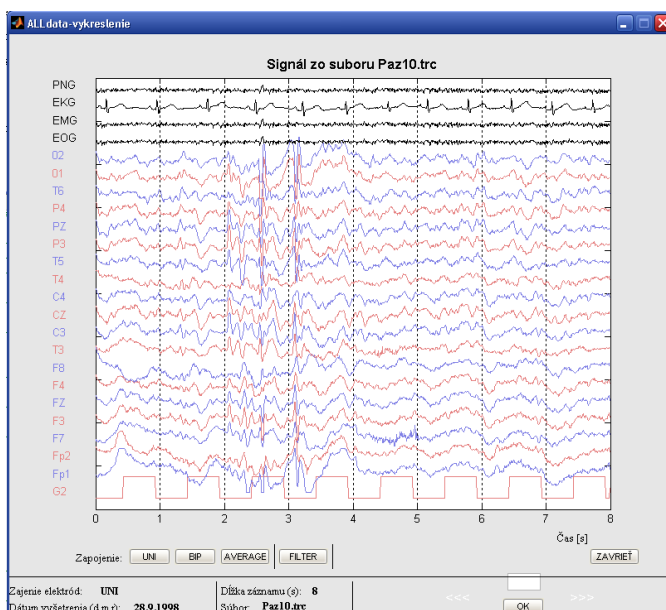 ALLdata-vykreslenie
Signál zo suboru Paz10.trc
PNG
EKG
EMG
EOG
02
01
T6
P4
PZ
P3
T5
T4
C4
CZ
C3
T3
F8
F4
FZ
F3
F7
Fp2
Fp1
G2
0 1 2 3 4 5 6 7 8
Čas [s]
Zapojenie: UNI BIP AVERAGE FILTER ZAVRIEŤ
Zajenie elektród: UNI Dĺžka záznamu (s): 8
<<< >>>
Dátum vyšetrenia (d.m.r): 28.9.1998 Súbor: Paz10.trc OK